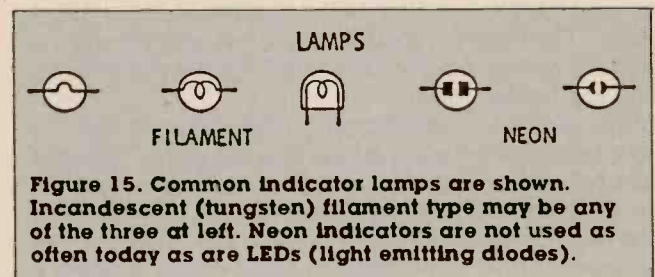 LAMPS
FILAMENT NEON
Figure 15. Common indicator lamps are shown.
Incandescent (tungsten) filament type may be any
of the three at left. Neon indicators are not used as
often today as are LEDs (light emitting diodes).